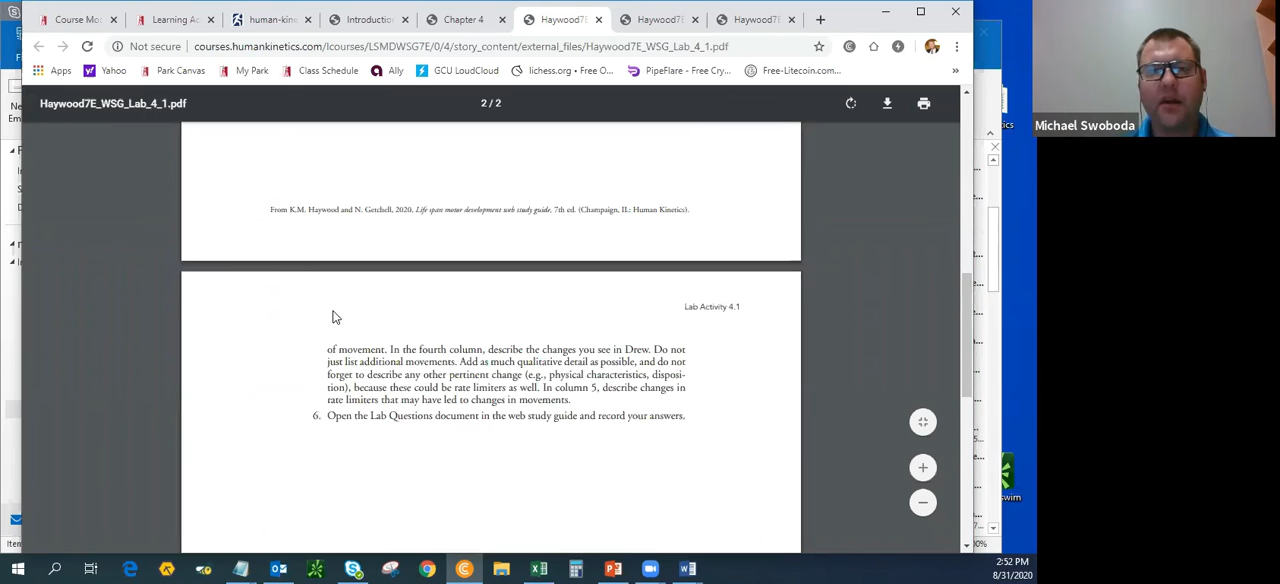 Course Mo
Learning Ac
human-kine
Introduction
Chapter 4
Haywood7E
Haywood7E
Haywood7E
Not secure
courses.humankinetics.com/lcourses/LSMDWSG7E/0/4/story_content/external_files/Haywood7E_WSG_Lab_4_1.pdf
Apps
Yahoo
Park Canvas
My Park
Class Schedule
Ally
GCU LoudCloud
lichess.org • Free O...
PipeFlare - Free Cry...
Free-Litecoin.com...
»
Haywood7E_WSG_Lab_4_1.pdf
2 / 2
Michael Swoboda
From K.M. Haywood and N. Getchell, 2020, Life span motor development web study guide, 7th ed. (Champaign, IL: Human Kinetics).
Lab Activity 4.1
of movement. In the fourth column, describe the changes you see in Drew. Do not
just list additional movements. Add as much qualitative detail as possible, and do not
forget to describe any other pertinent change (e.g., physical characteristics, disposi-
tion), because these could be rate limiters as well. In column 5, describe changes in
rate limiters that may have led to changes in movements.
6. Open the Lab Questions document in the web study guide and record your answers.
swim
2:52 PM
8/31/2020